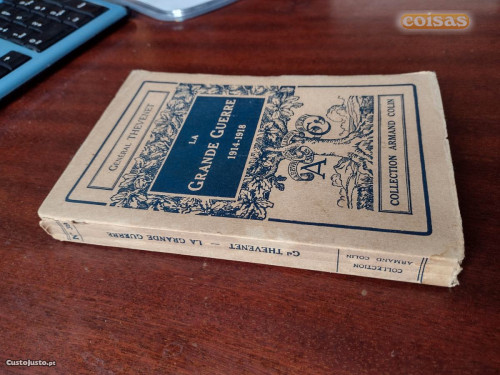 coisas
GÉNÉRAL THÉVENET
LA
GRANDE GUERRE
1914-1918
A C
COLLECTION ARMAND COLIN
Gal THEVENET — LA GRANDE GUERRE
COLLECTION
ARMAND COLIN
CustoJusto.pt